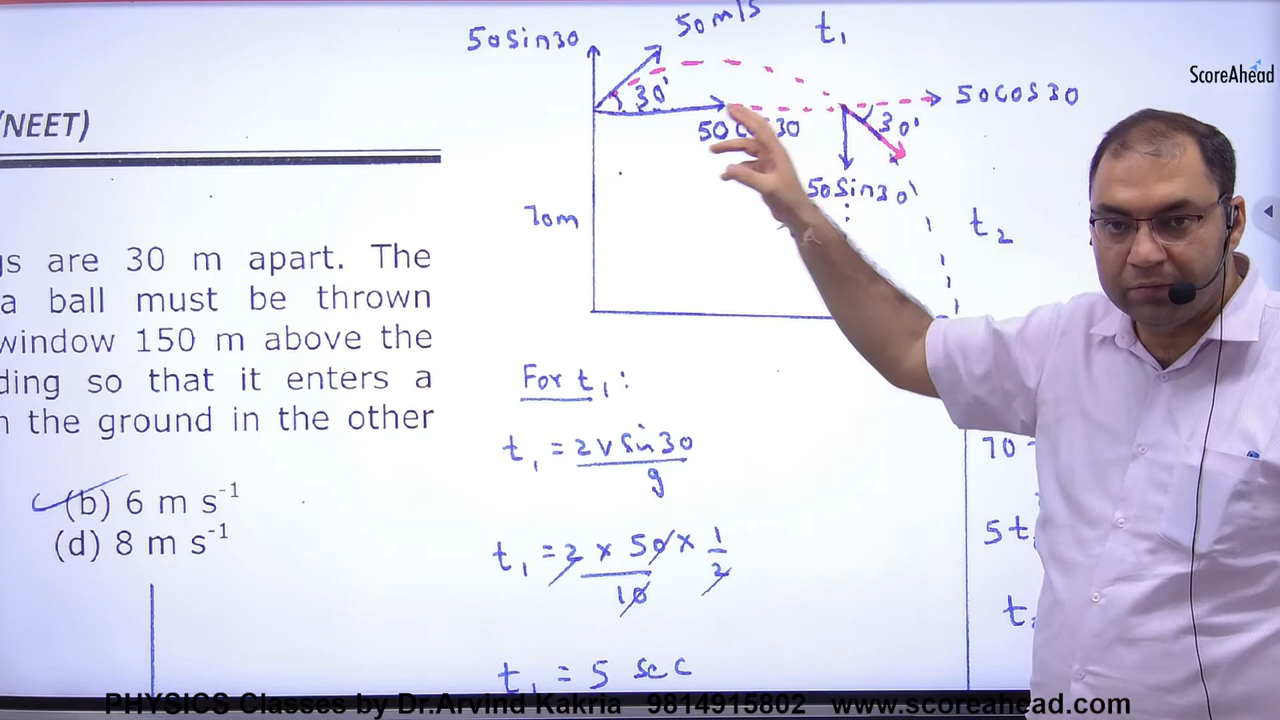 50sin30
50m/s
t₁
ScoreAhead
30°
50cos30
50cos30
30°
50sin30°
70m
t₂
(NEET)
gs are 30 m apart. The
a ball must be thrown
window 150 m above the
ding so that it enters a
the ground in the other
(b) 6 m s⁻¹
(d) 8 m s⁻¹
For t₁ :
t₁ = 2vsin30
g
t₁ = 2 × 50 × 1
10 2
t₁ = 5 sec
70
5t
t
PHYSICS Classes by Dr.Arvind Kakria 9814915802 www.scoreahead.com